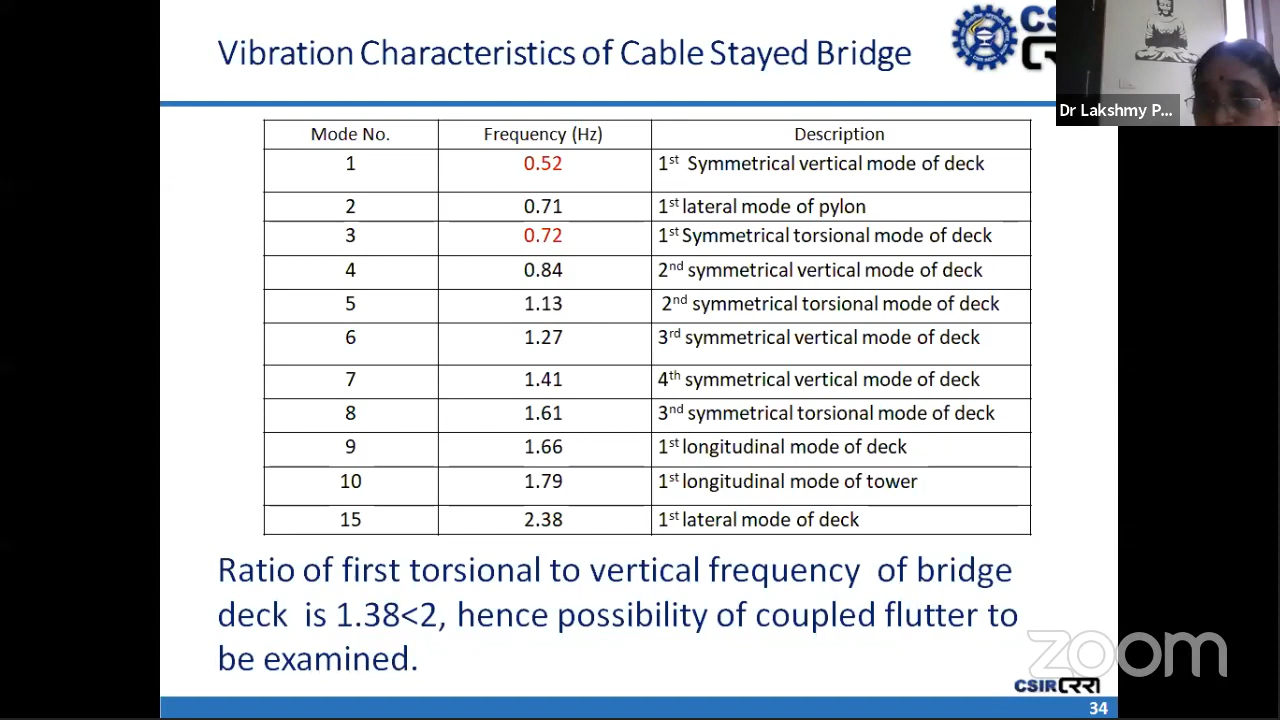 Vibration Characteristics of Cable Stayed Bridge
CS
Dr Lakshmy P...
Mode No. Frequency (Hz) Description
1 0.52 1st Symmetrical vertical mode of deck
2 0.71 1st lateral mode of pylon
3 0.72 1st Symmetrical torsional mode of deck
4 0.84 2nd symmetrical vertical mode of deck
5 1.13 2nd symmetrical torsional mode of deck
6 1.27 3rd symmetrical vertical mode of deck
7 1.41 4th symmetrical vertical mode of deck
8 1.61 3nd symmetrical torsional mode of deck
9 1.66 1st longitudinal mode of deck
10 1.79 1st longitudinal mode of tower
15 2.38 1st lateral mode of deck
Ratio of first torsional to vertical frequency of bridge
deck is 1.38<2, hence possibility of coupled flutter to
be examined.
zoom
CSIR CRRI
34